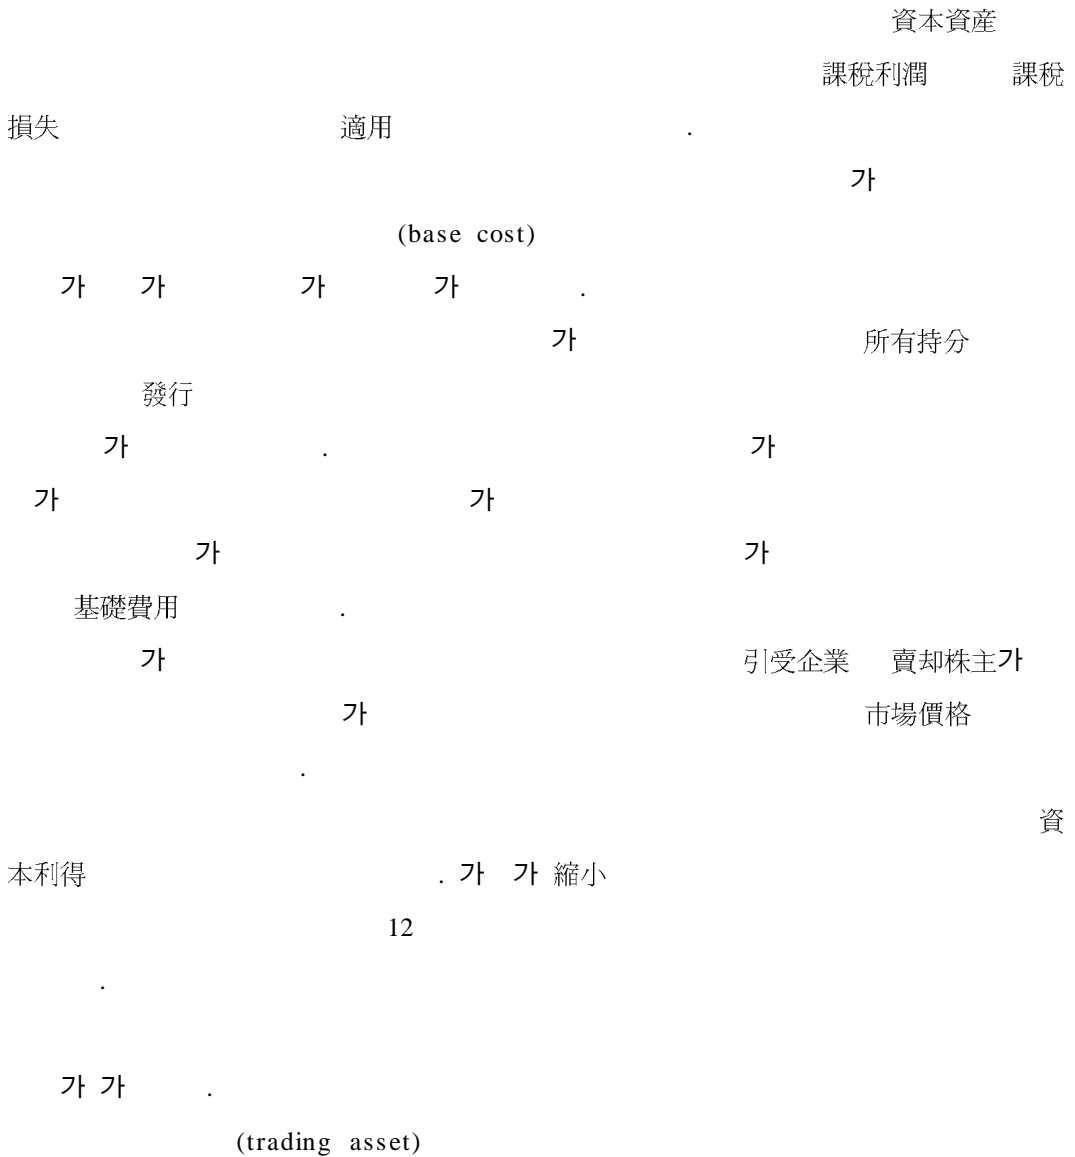 資本資産
課稅利潤 課稅
損失 適用 .
가
(base cost)
가 가 가 가 .
가 所有持分
發行
가 . 가
가 가
가 가
基礎費用 .
가 引受企業 賣却株主가
가 市場價格
.
資
本利得 . 가 가 縮小
12
.
가 가 .
(trading asset)